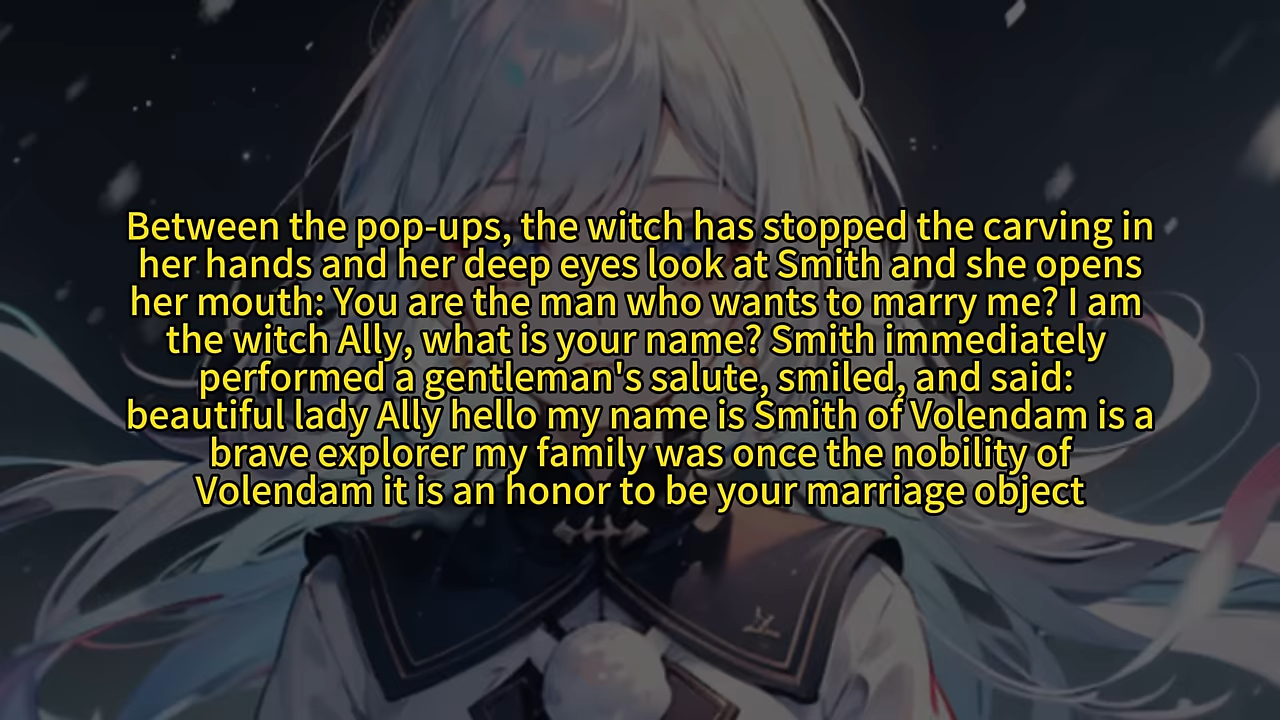 Between the pop-ups, the witch has stopped the carving in
her hands and her deep eyes look at Smith and she opens
her mouth: You are the man who wants to marry me? I am
the witch Ally, what is your name? Smith immediately
performed a gentleman's salute, smiled, and said:
beautiful lady Ally hello my name is Smith of Volendam is a
brave explorer my family was once the nobility of
Volendam it is an honor to be your marriage object